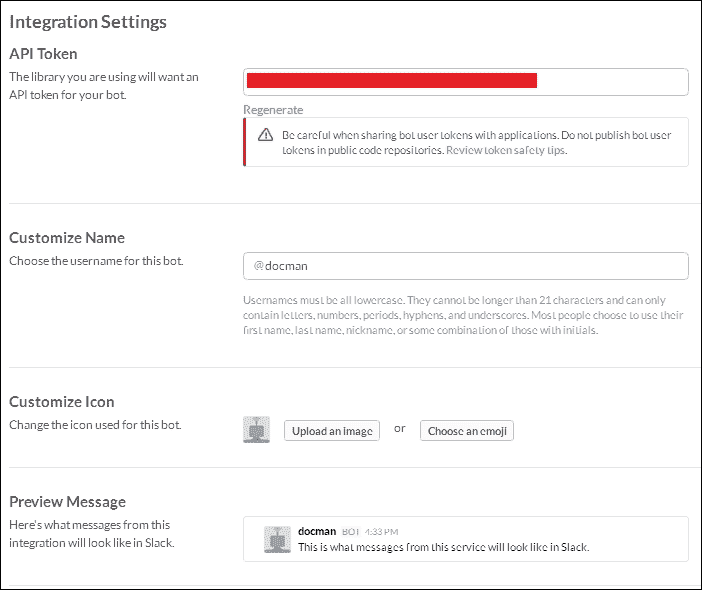 Integration Settings
API Token
The library you are using will want an
API token for your bot.
Regenerate
Be careful when sharing bot user tokens with applications. Do not publish bot user
tokens in public code repositories. Review token safety tips.
Customize Name
Choose the username for this bot.
@docman
Usernames must be all lowercase. They cannot be longer than 21 characters and can only
contain letters, numbers, periods, hyphens, and underscores. Most people choose to use their
first name, last name, nickname, or some combination of those with initials.
Customize Icon
Change the icon used for this bot.
Upload an image or Choose an emoji
Preview Message
Here's what messages from this
integration will look like in Slack.
docman BOT 4:33 PM
This is what messages from this service will look like in Slack.